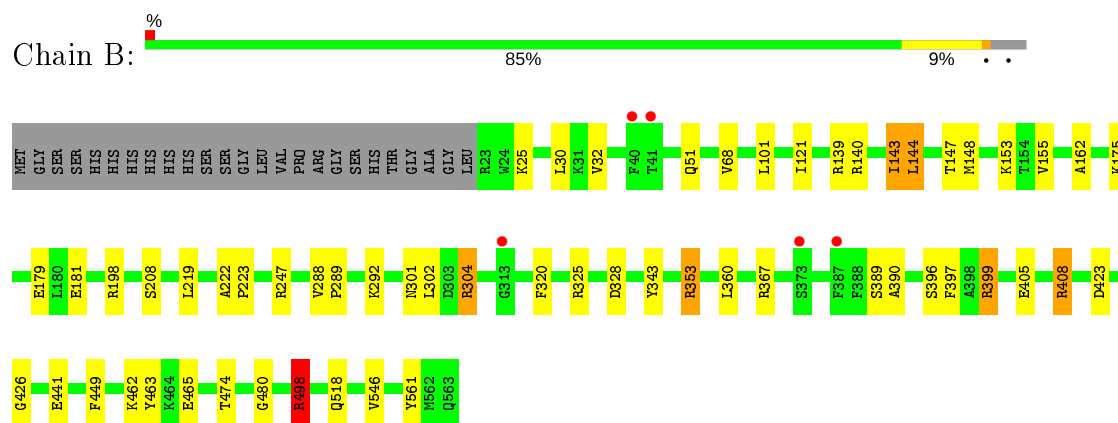 %
Chain B:
85% 9% • •
MET GLY SER SER HIS HIS HIS HIS HIS HIS SER SER GLY LEU VAL PRO ARG GLY SER HIS THR GLY ALA GLY LEU R23 W24 K25 L30 K31 V32 F40 T41 Q51 V68 L101 I121 R139 R140 I143 L144 T147 M148 K153 T154 V155 A162 K175
E179 L180 E181 R198 S208 L219 A222 P223 R247 V288 P289 K292 N301 L302 D303 R304 G313 F320 R325 D328 Y343 R353 L360 R367 S373 F387 F388 S389 A390 S396 F397 A398 R399 E405 R408 D423
G426 E441 F449 K462 Y463 K464 E465 T474 G480 R498 Q518 V546 Y561 M562 Q563